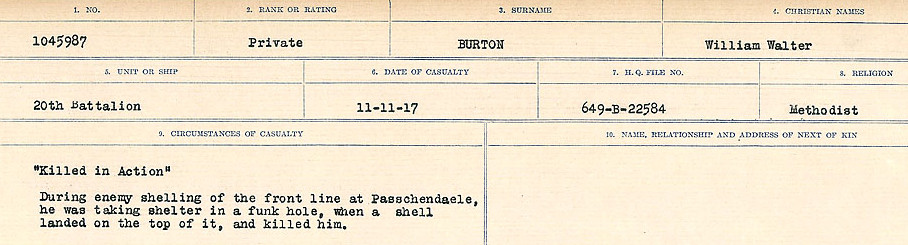 1. NO. 2. RANK OR RATING 3. SURNAME 4. CHRISTIAN NAMES
1045987 Private BURTON William Walter
5. UNIT OR SHIP 6. DATE OF CASUALTY 7. H.Q. FILE NO. 8. RELIGION
20th Battalion 11-11-17 649-B-22584 Methodist
9. CIRCUMSTANCES OF CASUALTY 10. NAME, RELATIONSHIP AND ADDRESS OF NEXT OF KIN
"Killed in Action"
During enemy shelling of the front line at Passchendaele,
he was taking shelter in a funk hole, when a shell
landed on the top of it, and killed him.